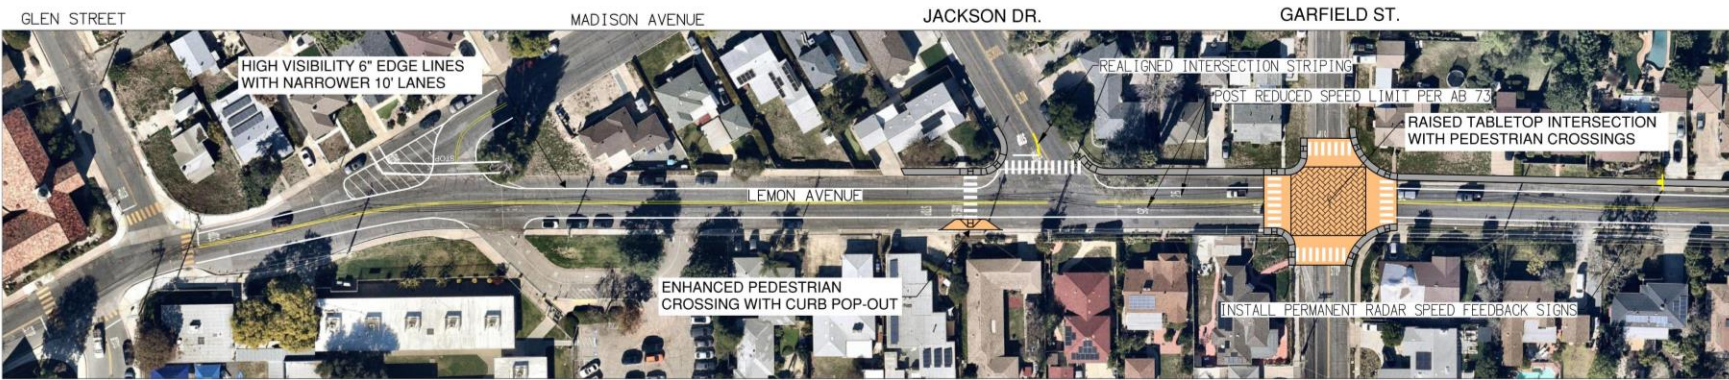 GLEN STREET
MADISON AVENUE
JACKSON DR.
GARFIELD ST.
HIGH VISIBILITY 6" EDGE LINES
WITH NARROWER 10' LANES
REALIGNED INTERSECTION STRIPING
POST REDUCED SPEED LIMIT PER AB 73
RAISED TABLETOP INTERSECTION
WITH PEDESTRIAN CROSSINGS
STOP
LEMON AVENUE
ENHANCED PEDESTRIAN
CROSSING WITH CURB POP-OUT
INSTALL PERMANENT RADAR SPEED FEEDBACK SIGNS